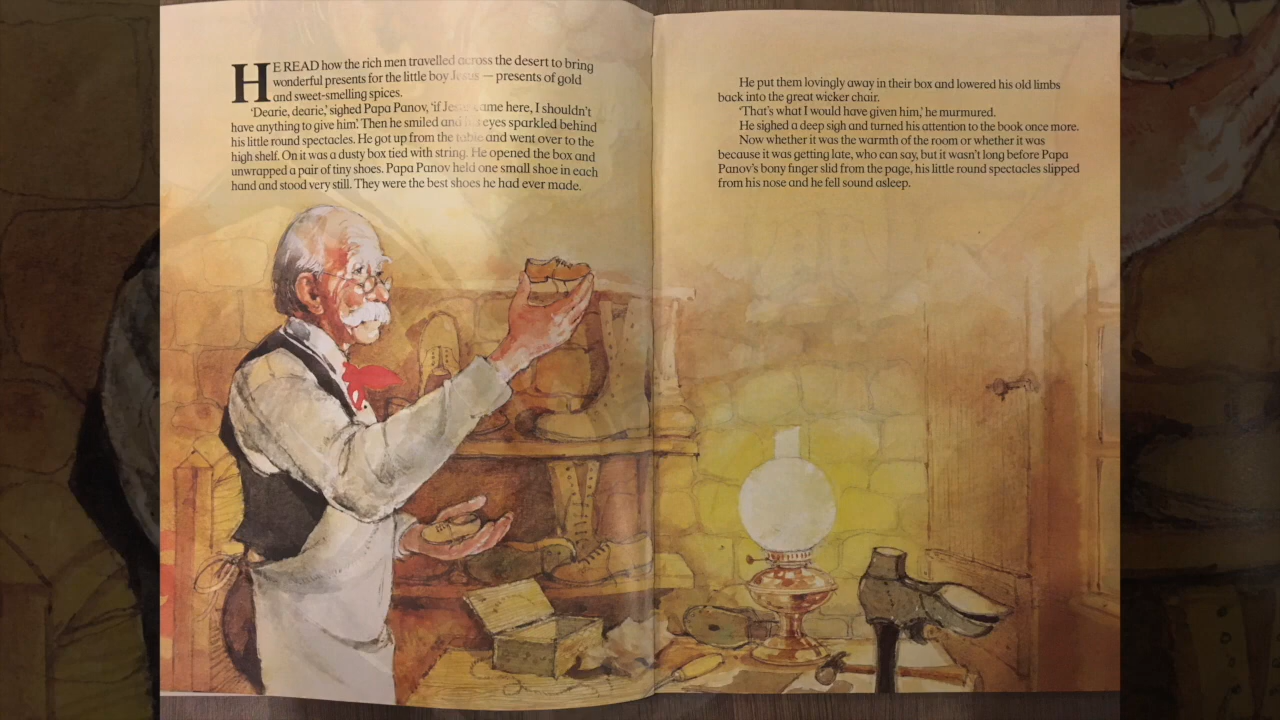 HE READ how the rich men travelled across the desert to bring
wonderful presents for the little boy Jesus — presents of gold
and sweet-smelling spices.
'Dearie, dearie,' sighed Papa Panov, 'if Jesus came here, I shouldn't
have anything to give him.' Then he smiled and his eyes sparkled behind
his little round spectacles. He got up from the table and went over to the
high shelf. On it was a dusty box tied with string. He opened the box and
unwrapped a pair of tiny shoes. Papa Panov held one small shoe in each
hand and stood very still. They were the best shoes he had ever made.
He put them lovingly away in their box and lowered his old limbs
back into the great wicker chair.
'That's what I would have given him,' he murmured.
He sighed a deep sigh and turned his attention to the book once more.
Now whether it was the warmth of the room or whether it was
because it was getting late, who can say, but it wasn't long before Papa
Panov's bony finger slid from the page, his little round spectacles slipped
from his nose and he fell sound asleep.